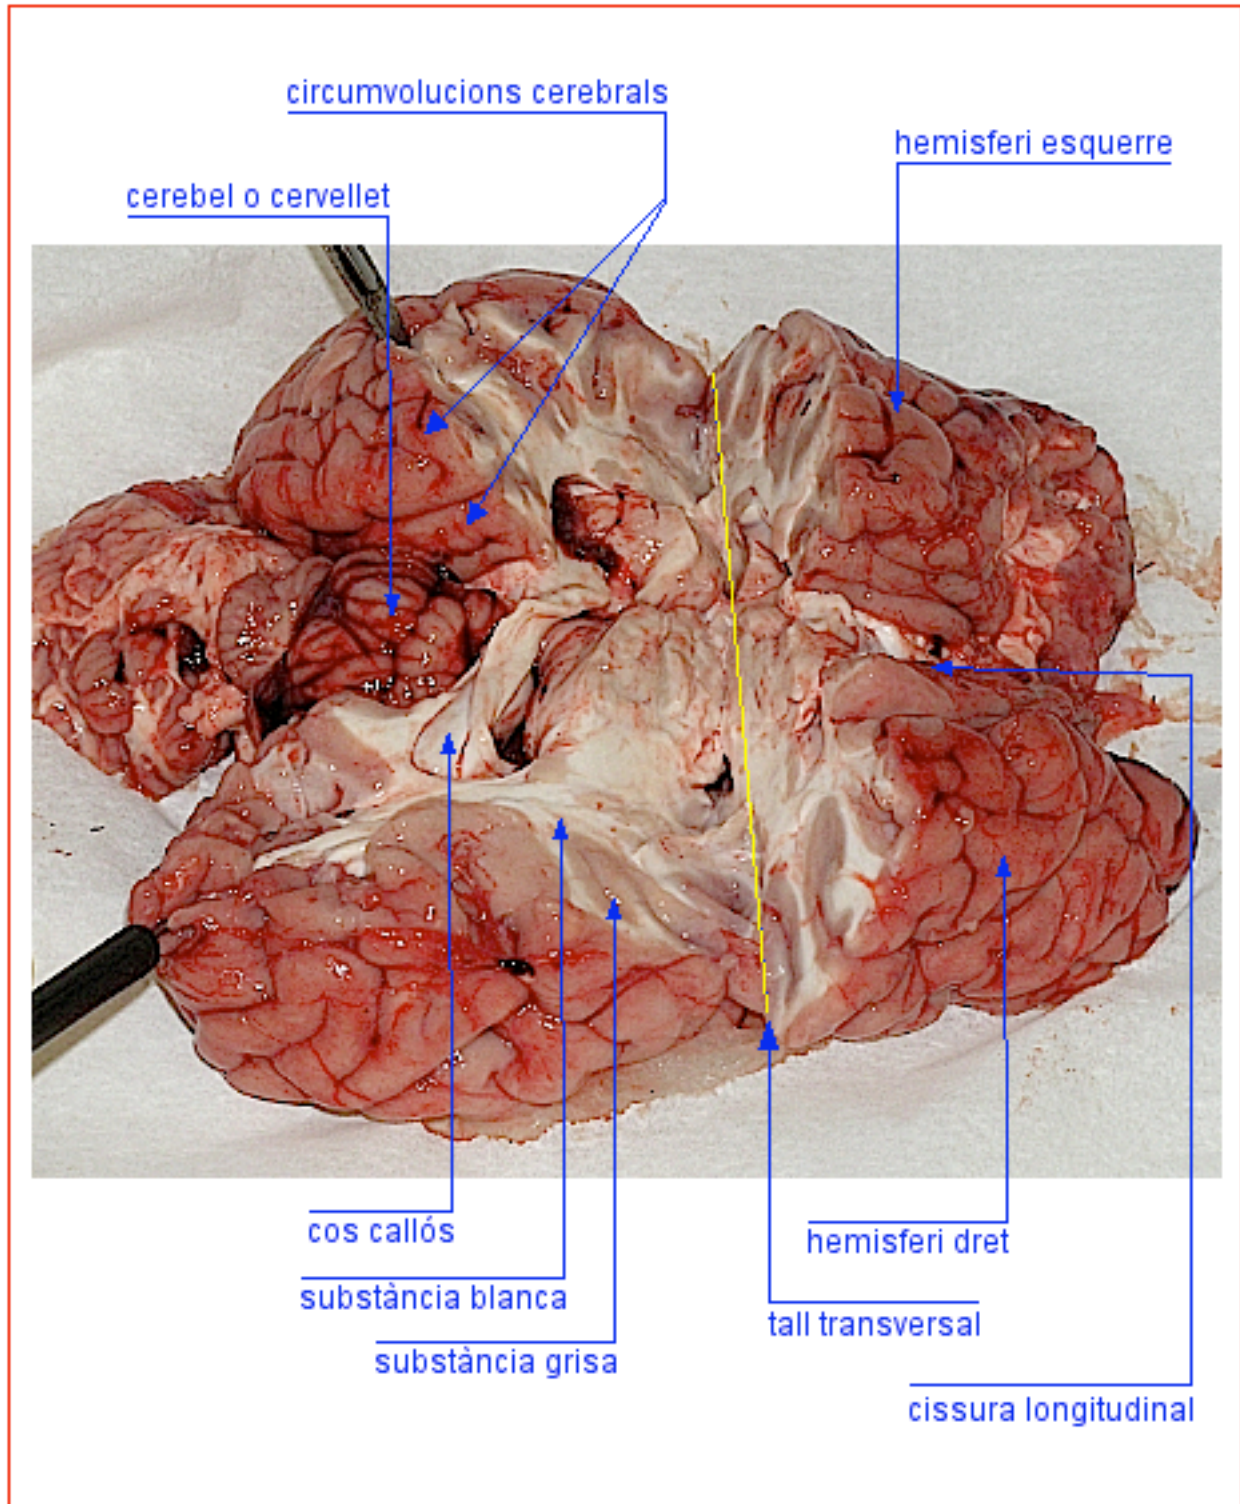 circumvolucions cerebrals
hemisferi esquerre
cerebel o cervellet
cos callós
hemisferi dret
substància blanca
tall transversal
substància grisa
cissura longitudinal